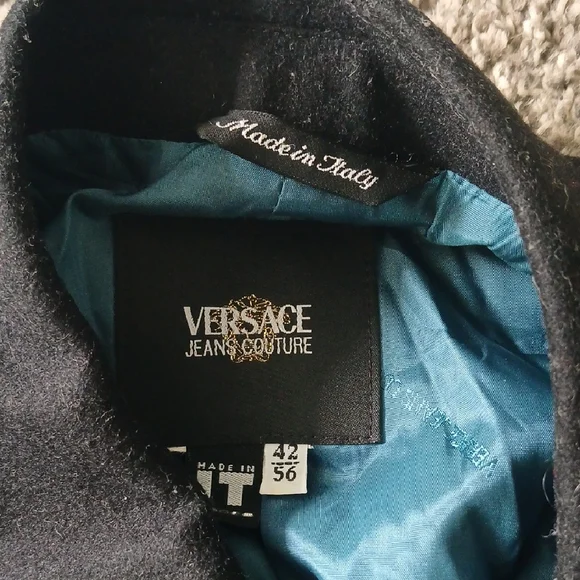 Made in Italy
VERSACE
JEANS COUTURE
MADE IN
IT
42
56